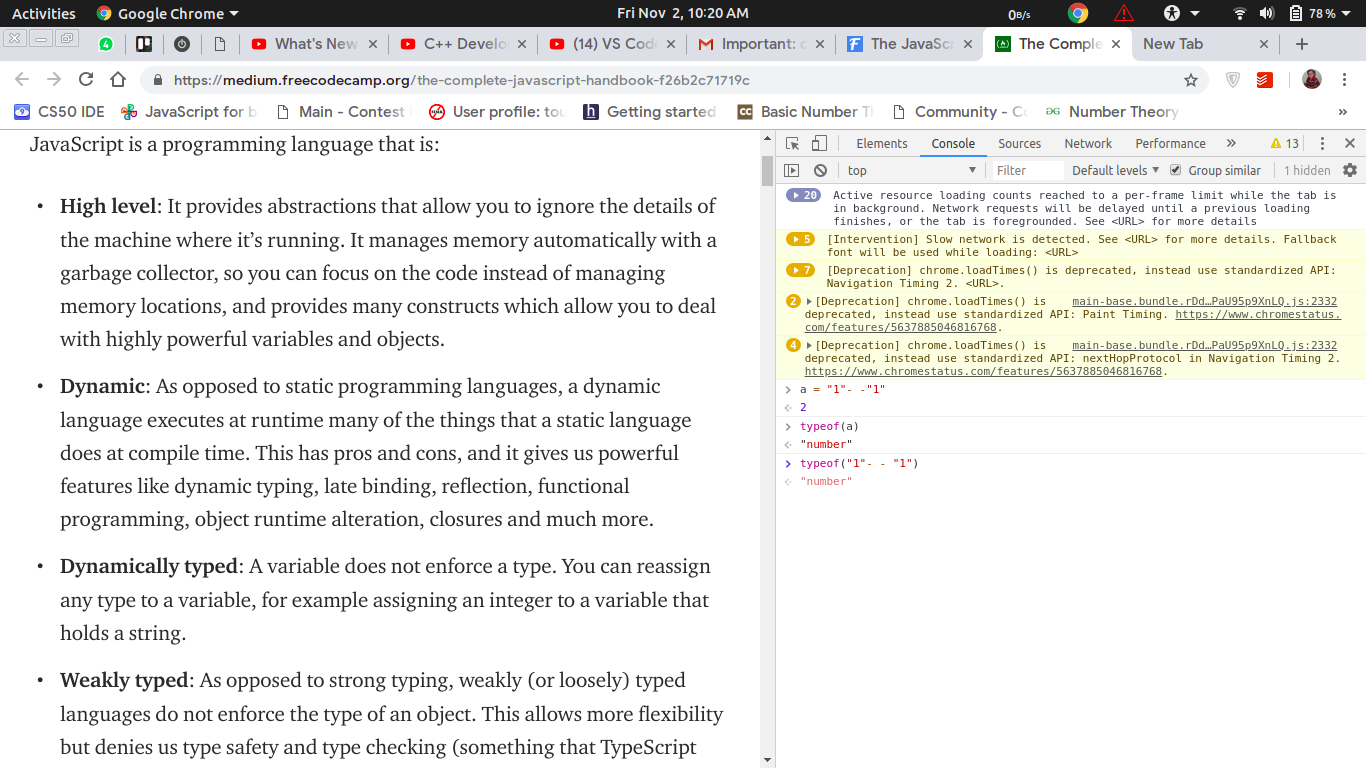 Activities Google Chrome Fri Nov 2, 10:20 AM 0B/s 78 %
4 What's New C++ Develo (14) VS Cod Important: The JavaSc The Comple New Tab
https://medium.freecodecamp.org/the-complete-javascript-handbook-f26b2c71719c
CS50 IDE JavaScript for b Main - Contest User profile: tou h Getting started cc Basic Number T Community - Co Number Theory »
JavaScript is a programming language that is:
• High level: It provides abstractions that allow you to ignore the details of
the machine where it's running. It manages memory automatically with a
garbage collector, so you can focus on the code instead of managing
memory locations, and provides many constructs which allow you to deal
with highly powerful variables and objects.
• Dynamic: As opposed to static programming languages, a dynamic
language executes at runtime many of the things that a static language
does at compile time. This has pros and cons, and it gives us powerful
features like dynamic typing, late binding, reflection, functional
programming, object runtime alteration, closures and much more.
• Dynamically typed: A variable does not enforce a type. You can reassign
any type to a variable, for example assigning an integer to a variable that
holds a string.
• Weakly typed: As opposed to strong typing, weakly (or loosely) typed
languages do not enforce the type of an object. This allows more flexibility
but denies us type safety and type checking (something that TypeScript
Elements Console Sources Network Performance » 13
top Filter Default levels Group similar 1 hidden
20 Active resource loading counts reached to a per-frame limit while the tab is
in background. Network requests will be delayed until a previous loading
finishes, or the tab is foregrounded. See <URL> for more details
5 [Intervention] Slow network is detected. See <URL> for more details. Fallback
font will be used while loading: <URL>
7 [Deprecation] chrome.loadTimes() is deprecated, instead use standardized API:
Navigation Timing 2. <URL>.
2 [Deprecation] chrome.loadTimes() is main-base.bundle.rDd…PaU95p9XnLQ.js:2332
deprecated, instead use standardized API: Paint Timing. https://www.chromestatus.
com/features/5637885046816768.
4 [Deprecation] chrome.loadTimes() is main-base.bundle.rDd…PaU95p9XnLQ.js:2332
deprecated, instead use standardized API: nextHopProtocol in Navigation Timing 2.
https://www.chromestatus.com/features/5637885046816768.
> a = "1"- -"1"
2
> typeof(a)
"number"
> typeof("1"- - "1")
"number"